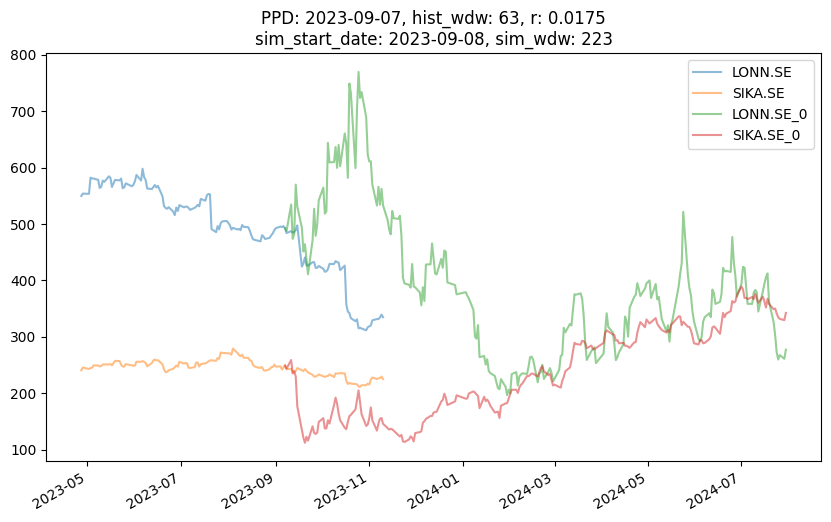 PPD: 2023-09-07, hist_wdw: 63, r: 0.0175
sim_start_date: 2023-09-08, sim_wdw: 223
800
700
600
500
400
300
200
100
LONN.SE
SIKA.SE
LONN.SE_0
SIKA.SE_0
2023-05
2023-07
2023-09
2023-11
2024-01
2024-03
2024-05
2024-07